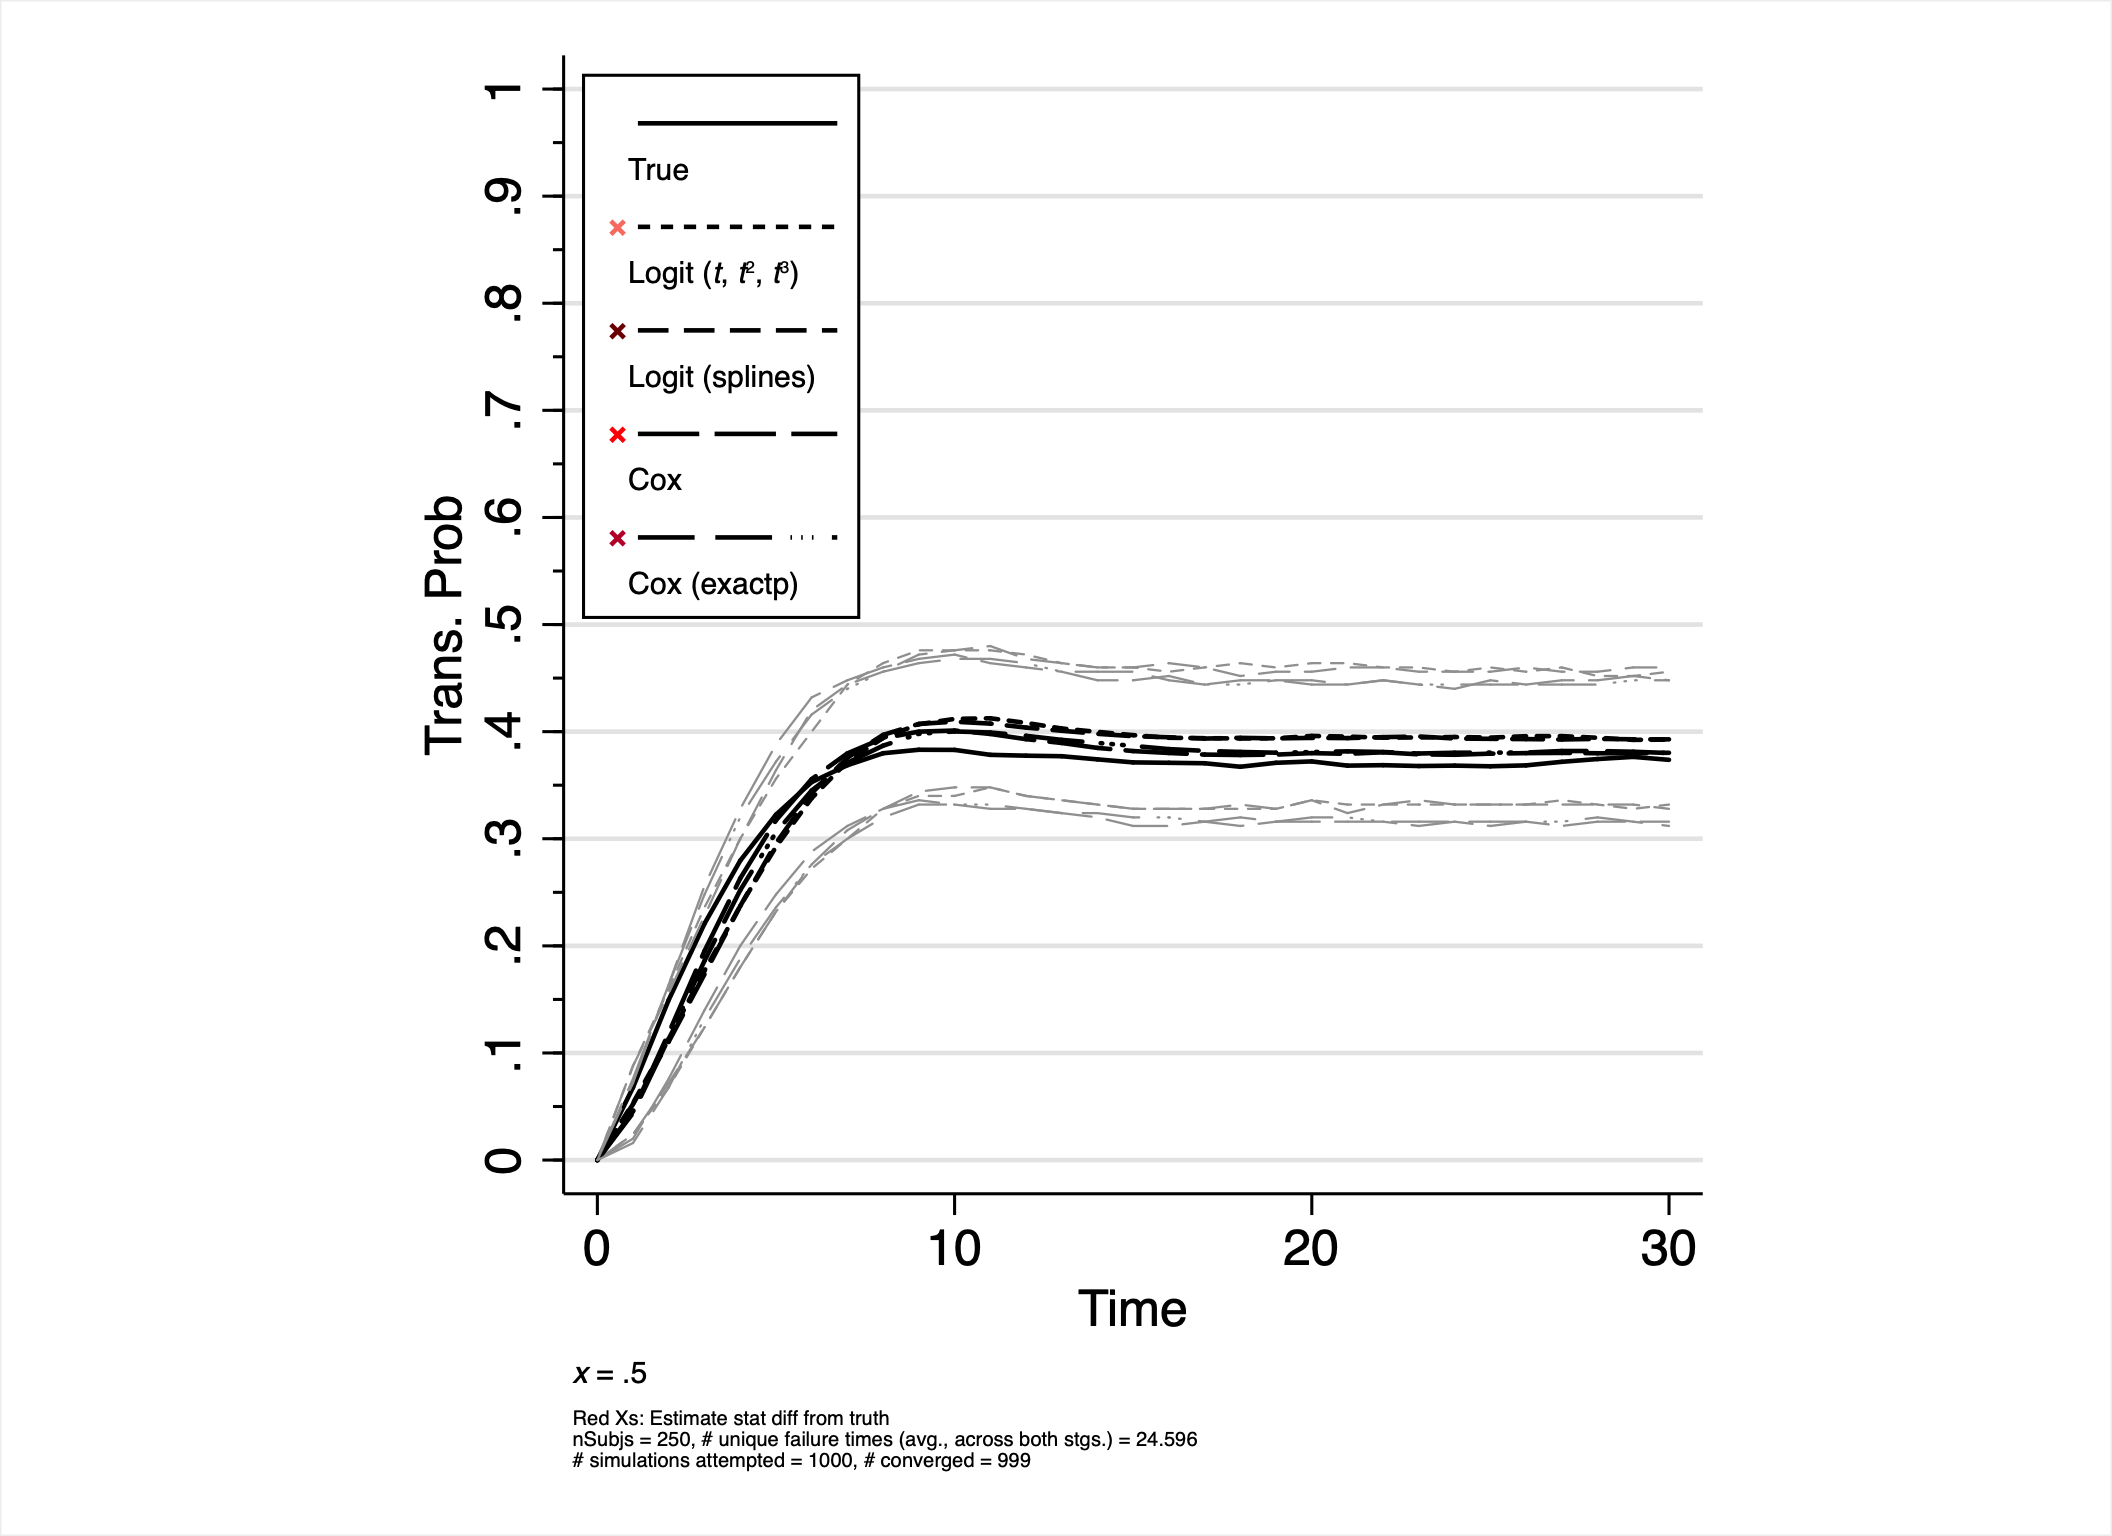 1
.9
.8
.7
.6
.5
.4
.3
.2
.1
0
Trans. Prob
True
Logit (t, t², t³)
Logit (splines)
Cox
Cox (exactp)
0 10 20 30
Time
x = .5
Red Xs: Estimate stat diff from truth
nSubjs = 250, # unique failure times (avg., across both stgs.) = 24.596
# simulations attempted = 1000, # converged = 999